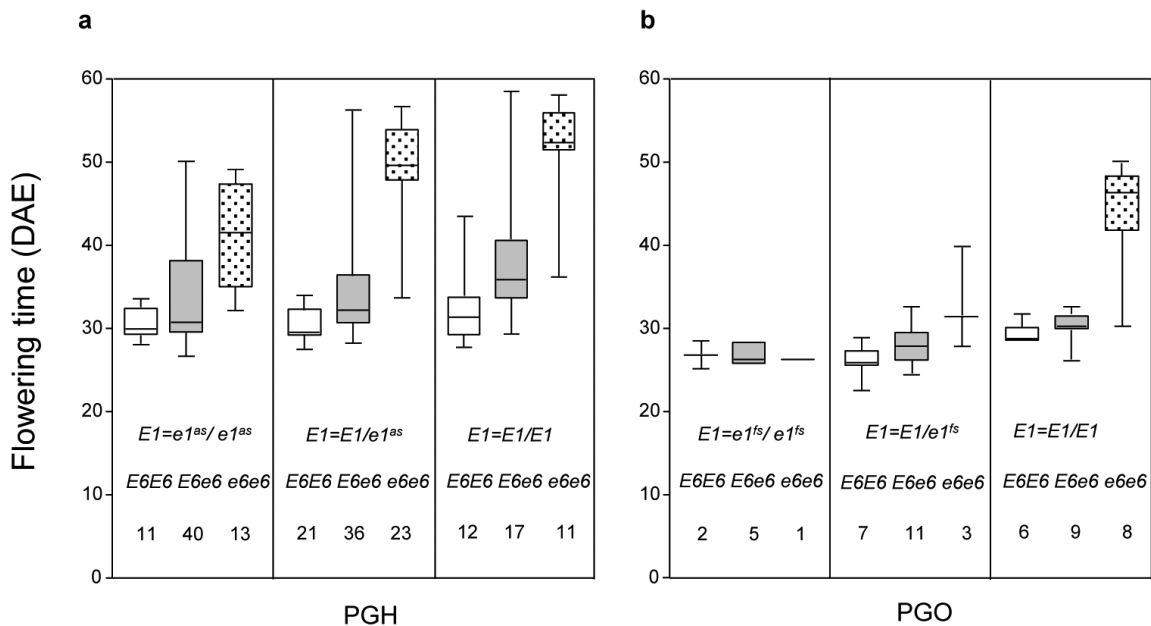 a
b
Flowering time (DAE)
60
50
40
30
20
10
0
E1=e1ᵃˢ/ e1ᵃˢ
E1=E1/e1ᵃˢ
E1=E1/E1
E6E6 E6e6 e6e6
E6E6 E6e6 e6e6
E6E6 E6e6 e6e6
11 40 13
21 36 23
12 17 11
PGH
60
50
40
30
20
10
0
E1=e1ᶠˢ/ e1ᶠˢ
E1=E1/e1ᶠˢ
E1=E1/E1
E6E6 E6e6 e6e6
E6E6 E6e6 e6e6
E6E6 E6e6 e6e6
2 5 1
7 11 3
6 9 8
PGO